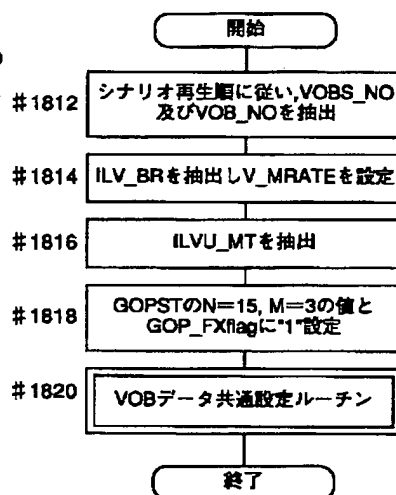 開始
#1812
シナリオ再生順に従い,VOBS_NO
及びVOB_NOを抽出
#1814
ILV_BRを抽出しV_MRATEを設定
#1816
ILVU_MTを抽出
#1818
GOPSTのN=15, M=3の値と
GOP_FXflagに"1"設定
#1820
VOBデータ共通設定ルーチン
終了